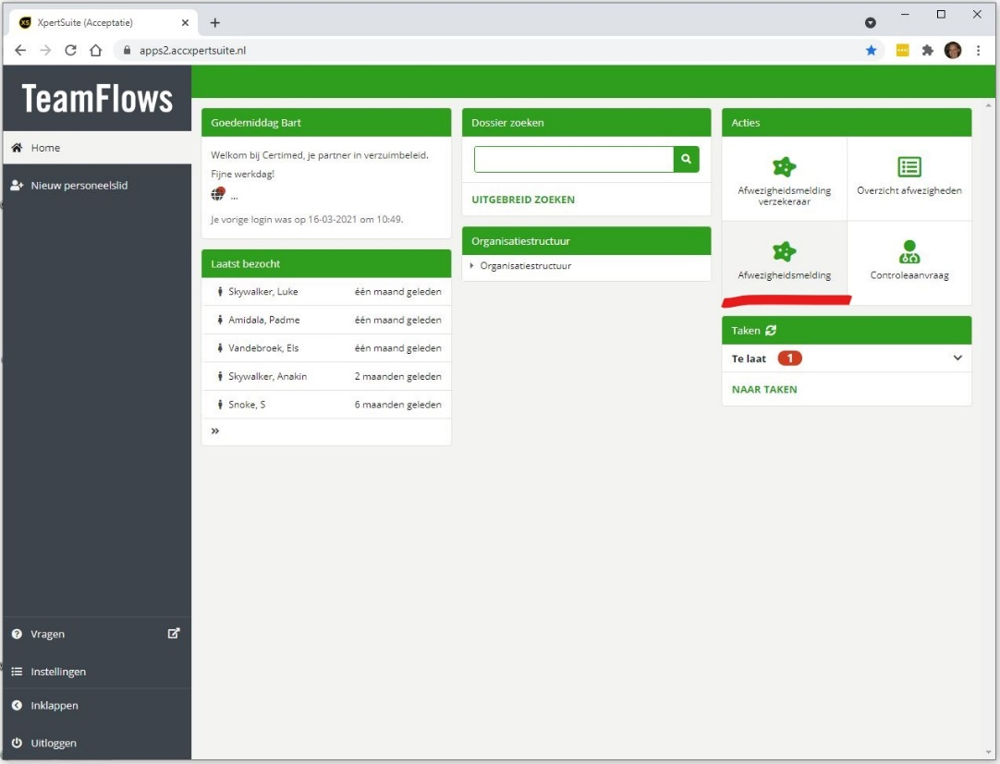 XpertSuite (Acceptatie)
apps2.accxpertsuite.nl
TeamFlows
Home
Nieuw personeelslid
Vragen
Instellingen
Inklappen
Uitloggen
Goedemiddag Bart
Welkom bij Certimed, je partner in verzuimbeleid.
Fijne werkdag!
...
Je vorige login was op 16-03-2021 om 10:49.
Laatst bezocht
Skywalker, Luke één maand geleden
Amidala, Padme één maand geleden
Vandebroek, Els één maand geleden
Skywalker, Anakin 2 maanden geleden
Snoke, S 6 maanden geleden
Dossier zoeken
UITGEBREID ZOEKEN
Organisatiestructuur
Organisatiestructuur
Acties
Afwezigheidsmelding
verzekeraar
Overzicht afwezigheden
Afwezigheidsmelding
Controleaanvraag
Taken
Te laat 1
NAAR TAKEN